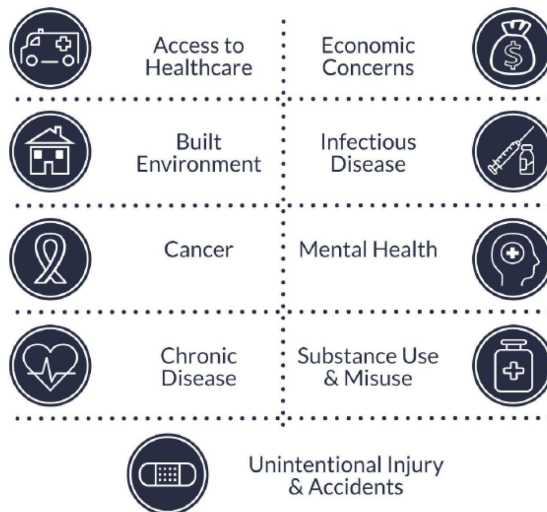 Access to
Healthcare
Economic
Concerns
$
Built
Environment
Infectious
Disease
Cancer
Mental Health
Chronic
Disease
Substance Use
& Misuse
Unintentional Injury
& Accidents